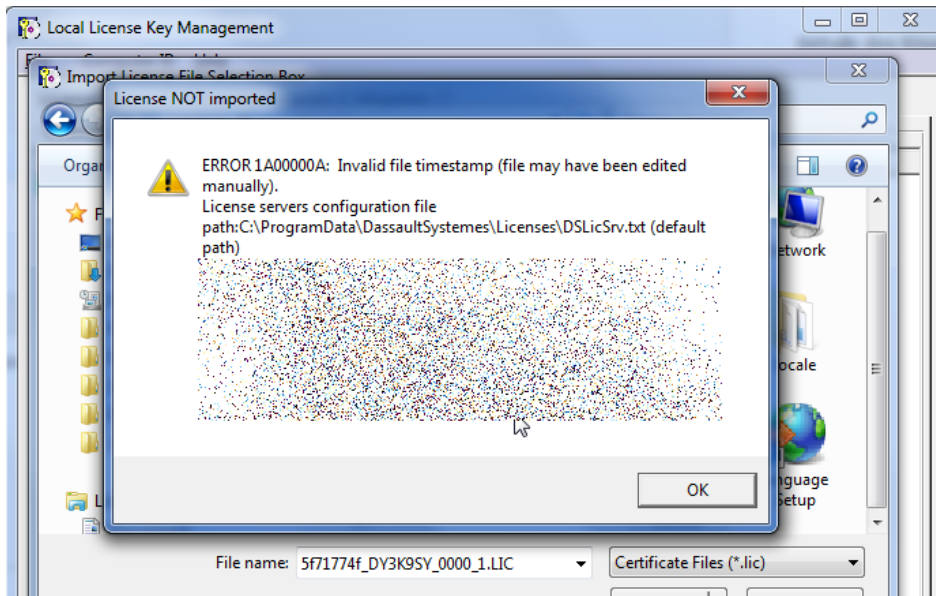 Local License Key Management
Import License File Selection Box
License NOT imported
Organ
ERROR 1A00000A: Invalid file timestamp (file may have been edited
manually).
License servers configuration file
path:C:\ProgramData\DassaultSystemes\Licenses\DSLicSrv.txt (default
path)
etwork
ocale
nguage
Setup
OK
File name: 5f71774f_DY3K9SY_0000_1.LIC Certificate Files (*.lic)